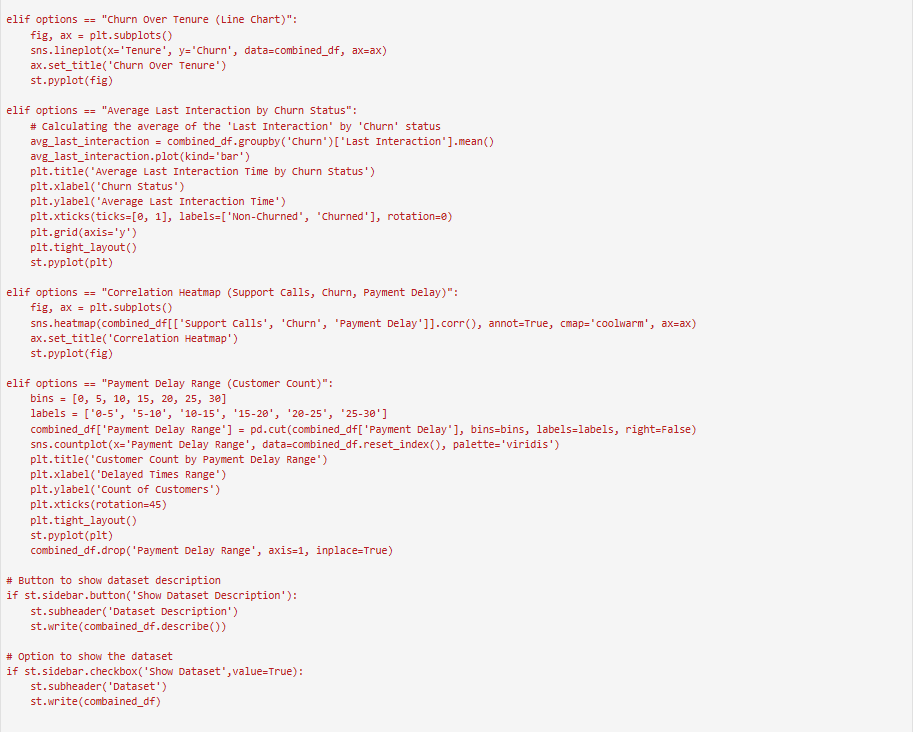 elif options == "Churn Over Tenure (Line Chart)":
    fig, ax = plt.subplots()
    sns.lineplot(x='Tenure', y='Churn', data=combined_df, ax=ax)
    ax.set_title('Churn Over Tenure')
    st.pyplot(fig)

elif options == "Average Last Interaction by Churn Status":
    # Calculating the average of the 'Last Interaction' by 'Churn' status
    avg_last_interaction = combined_df.groupby('Churn')['Last Interaction'].mean()
    avg_last_interaction.plot(kind='bar')
    plt.title('Average Last Interaction Time by Churn Status')
    plt.xlabel('Churn Status')
    plt.ylabel('Average Last Interaction Time')
    plt.xticks(ticks=[0, 1], labels=['Non-Churned', 'Churned'], rotation=0)
    plt.grid(axis='y')
    plt.tight_layout()
    st.pyplot(plt)

elif options == "Correlation Heatmap (Support Calls, Churn, Payment Delay)":
    fig, ax = plt.subplots()
    sns.heatmap(combined_df[['Support Calls', 'Churn', 'Payment Delay']].corr(), annot=True, cmap='coolwarm', ax=ax)
    ax.set_title('Correlation Heatmap')
    st.pyplot(fig)

elif options == "Payment Delay Range (Customer Count)":
    bins = [0, 5, 10, 15, 20, 25, 30]
    labels = ['0-5', '5-10', '10-15', '15-20', '20-25', '25-30']
    combined_df['Payment Delay Range'] = pd.cut(combined_df['Payment Delay'], bins=bins, labels=labels, right=False)
    sns.countplot(x='Payment Delay Range', data=combined_df.reset_index(), palette='viridis')
    plt.title('Customer Count by Payment Delay Range')
    plt.xlabel('Delayed Times Range')
    plt.ylabel('Count of Customers')
    plt.xticks(rotation=45)
    plt.tight_layout()
    st.pyplot(plt)
    combined_df.drop('Payment Delay Range', axis=1, inplace=True)

# Button to show dataset description
if st.sidebar.button('Show Dataset Description'):
    st.subheader('Dataset Description')
    st.write(combained_df.describe())

# Option to show the dataset
if st.sidebar.checkbox('Show Dataset',value=True):
    st.subheader('Dataset')
    st.write(combained_df)